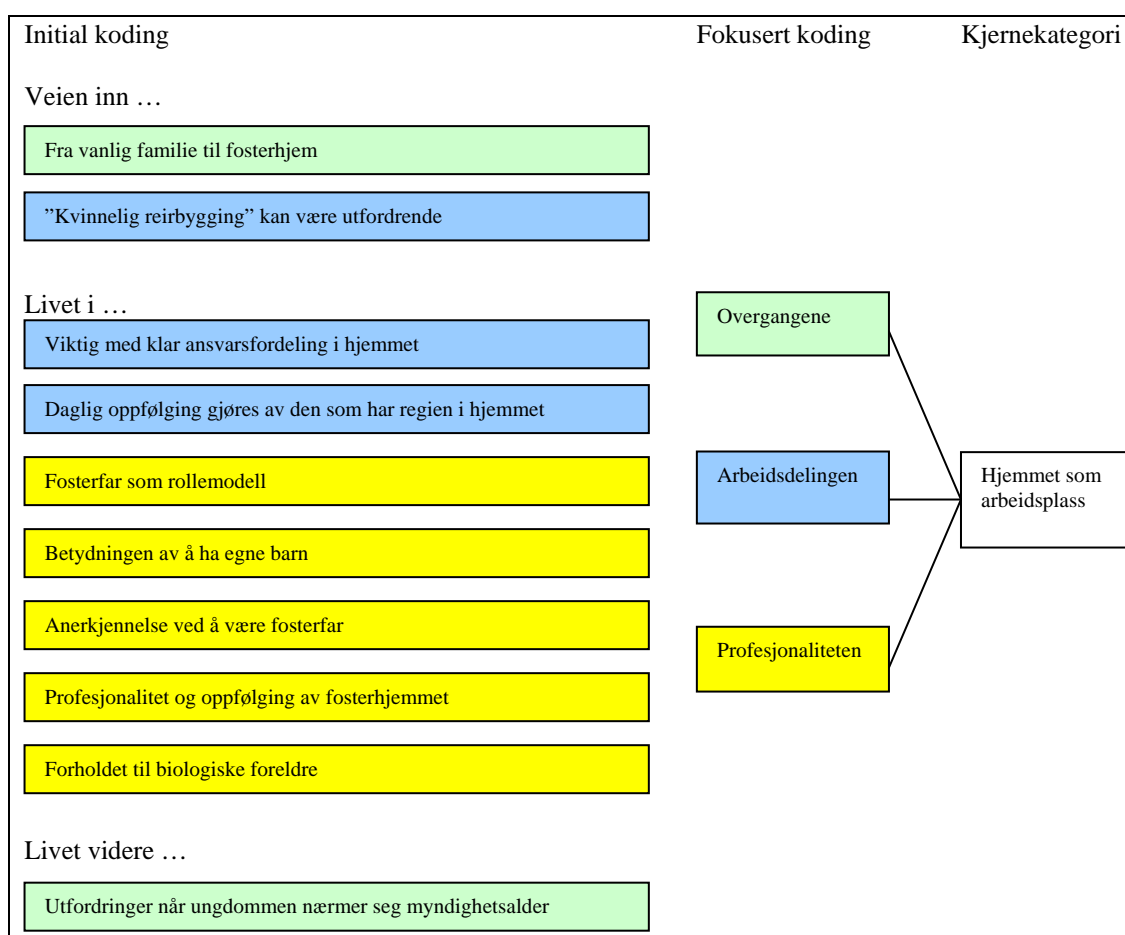 Initial koding
Fokusert koding
Kjernekategori
Veien inn …
Fra vanlig familie til fosterhjem
”Kvinnelig reirbygging” kan være utfordrende
Livet i …
Viktig med klar ansvarsfordeling i hjemmet
Daglig oppfølging gjøres av den som har regien i hjemmet
Fosterfar som rollemodell
Betydningen av å ha egne barn
Anerkjennelse ved å være fosterfar
Profesjonalitet og oppfølging av fosterhjemmet
Forholdet til biologiske foreldre
Livet videre …
Utfordringer når ungdommen nærmer seg myndighetsalder
Overgangene
Arbeidsdelingen
Profesjonaliteten
Hjemmet som
arbeidsplass